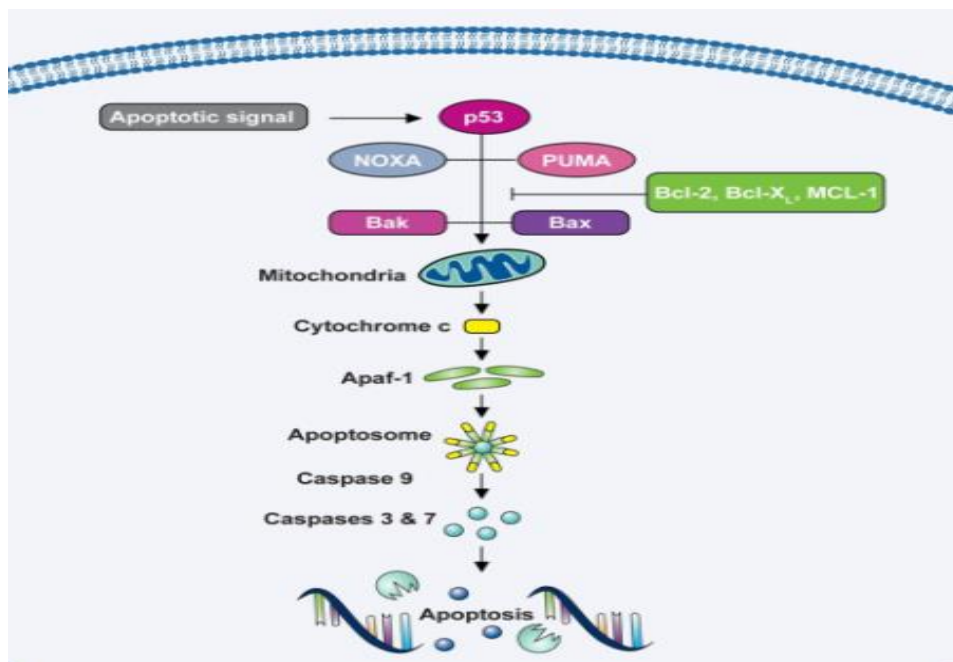 Apoptotic signal
p53
NOXA
PUMA
Bcl-2, Bcl-XL, MCL-1
Bak
Bax
Mitochondria
Cytochrome c
Apaf-1
Apoptosome
Caspase 9
Caspases 3 & 7
Apoptosis